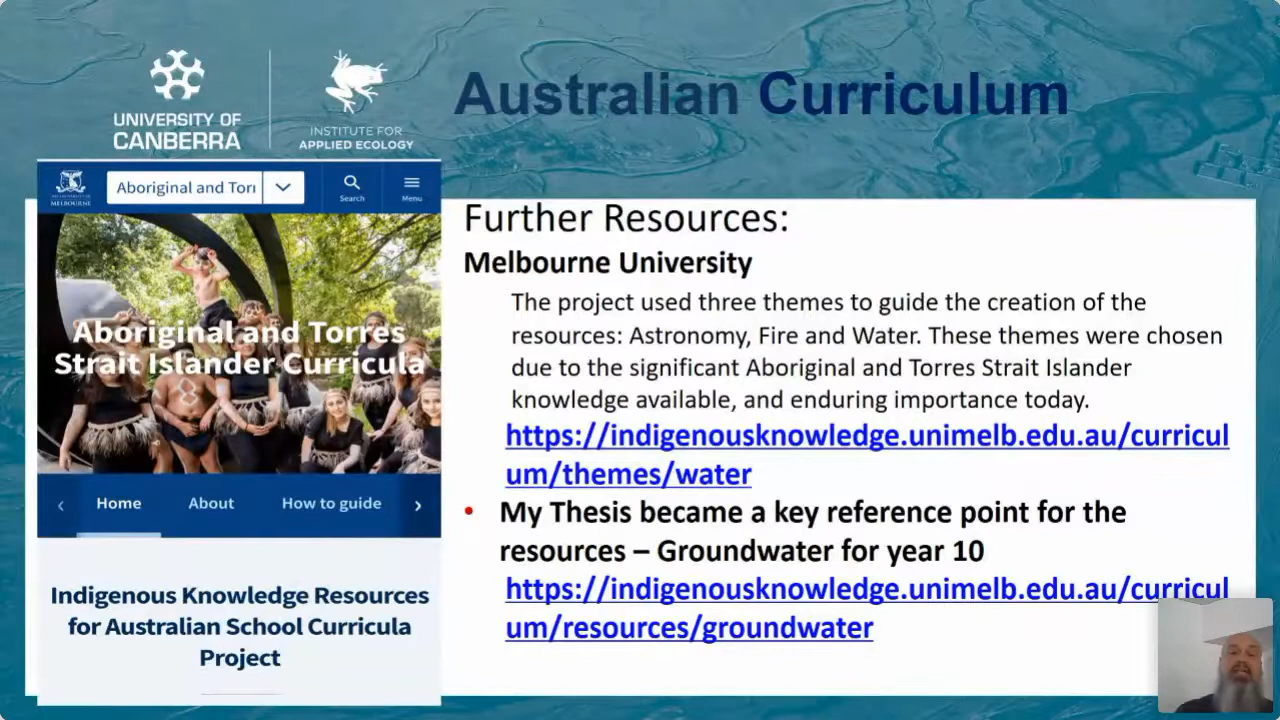 UNIVERSITY OF
CANBERRA
INSTITUTE FOR
APPLIED ECOLOGY
Australian Curriculum
MELBOURNE
Aboriginal and Torr
Search
Menu
Aboriginal and Torres
Strait Islander Curricula
Home
About
How to guide
Indigenous Knowledge Resources
for Australian School Curricula
Project
Further Resources:
Melbourne University
The project used three themes to guide the creation of the
resources: Astronomy, Fire and Water. These themes were chosen
due to the significant Aboriginal and Torres Strait Islander
knowledge available, and enduring importance today.
https://indigenousknowledge.unimelb.edu.au/curricul
um/themes/water
• My Thesis became a key reference point for the
resources – Groundwater for year 10
https://indigenousknowledge.unimelb.edu.au/curricul
um/resources/groundwater